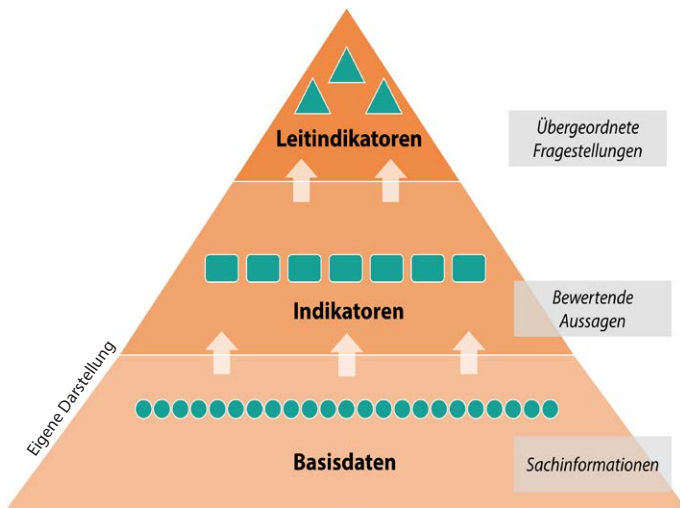 Leitindikatoren
Übergeordnete
Fragestellungen
Indikatoren
Bewertende
Aussagen
Eigene Darstellung
Basisdaten
Sachinformationen